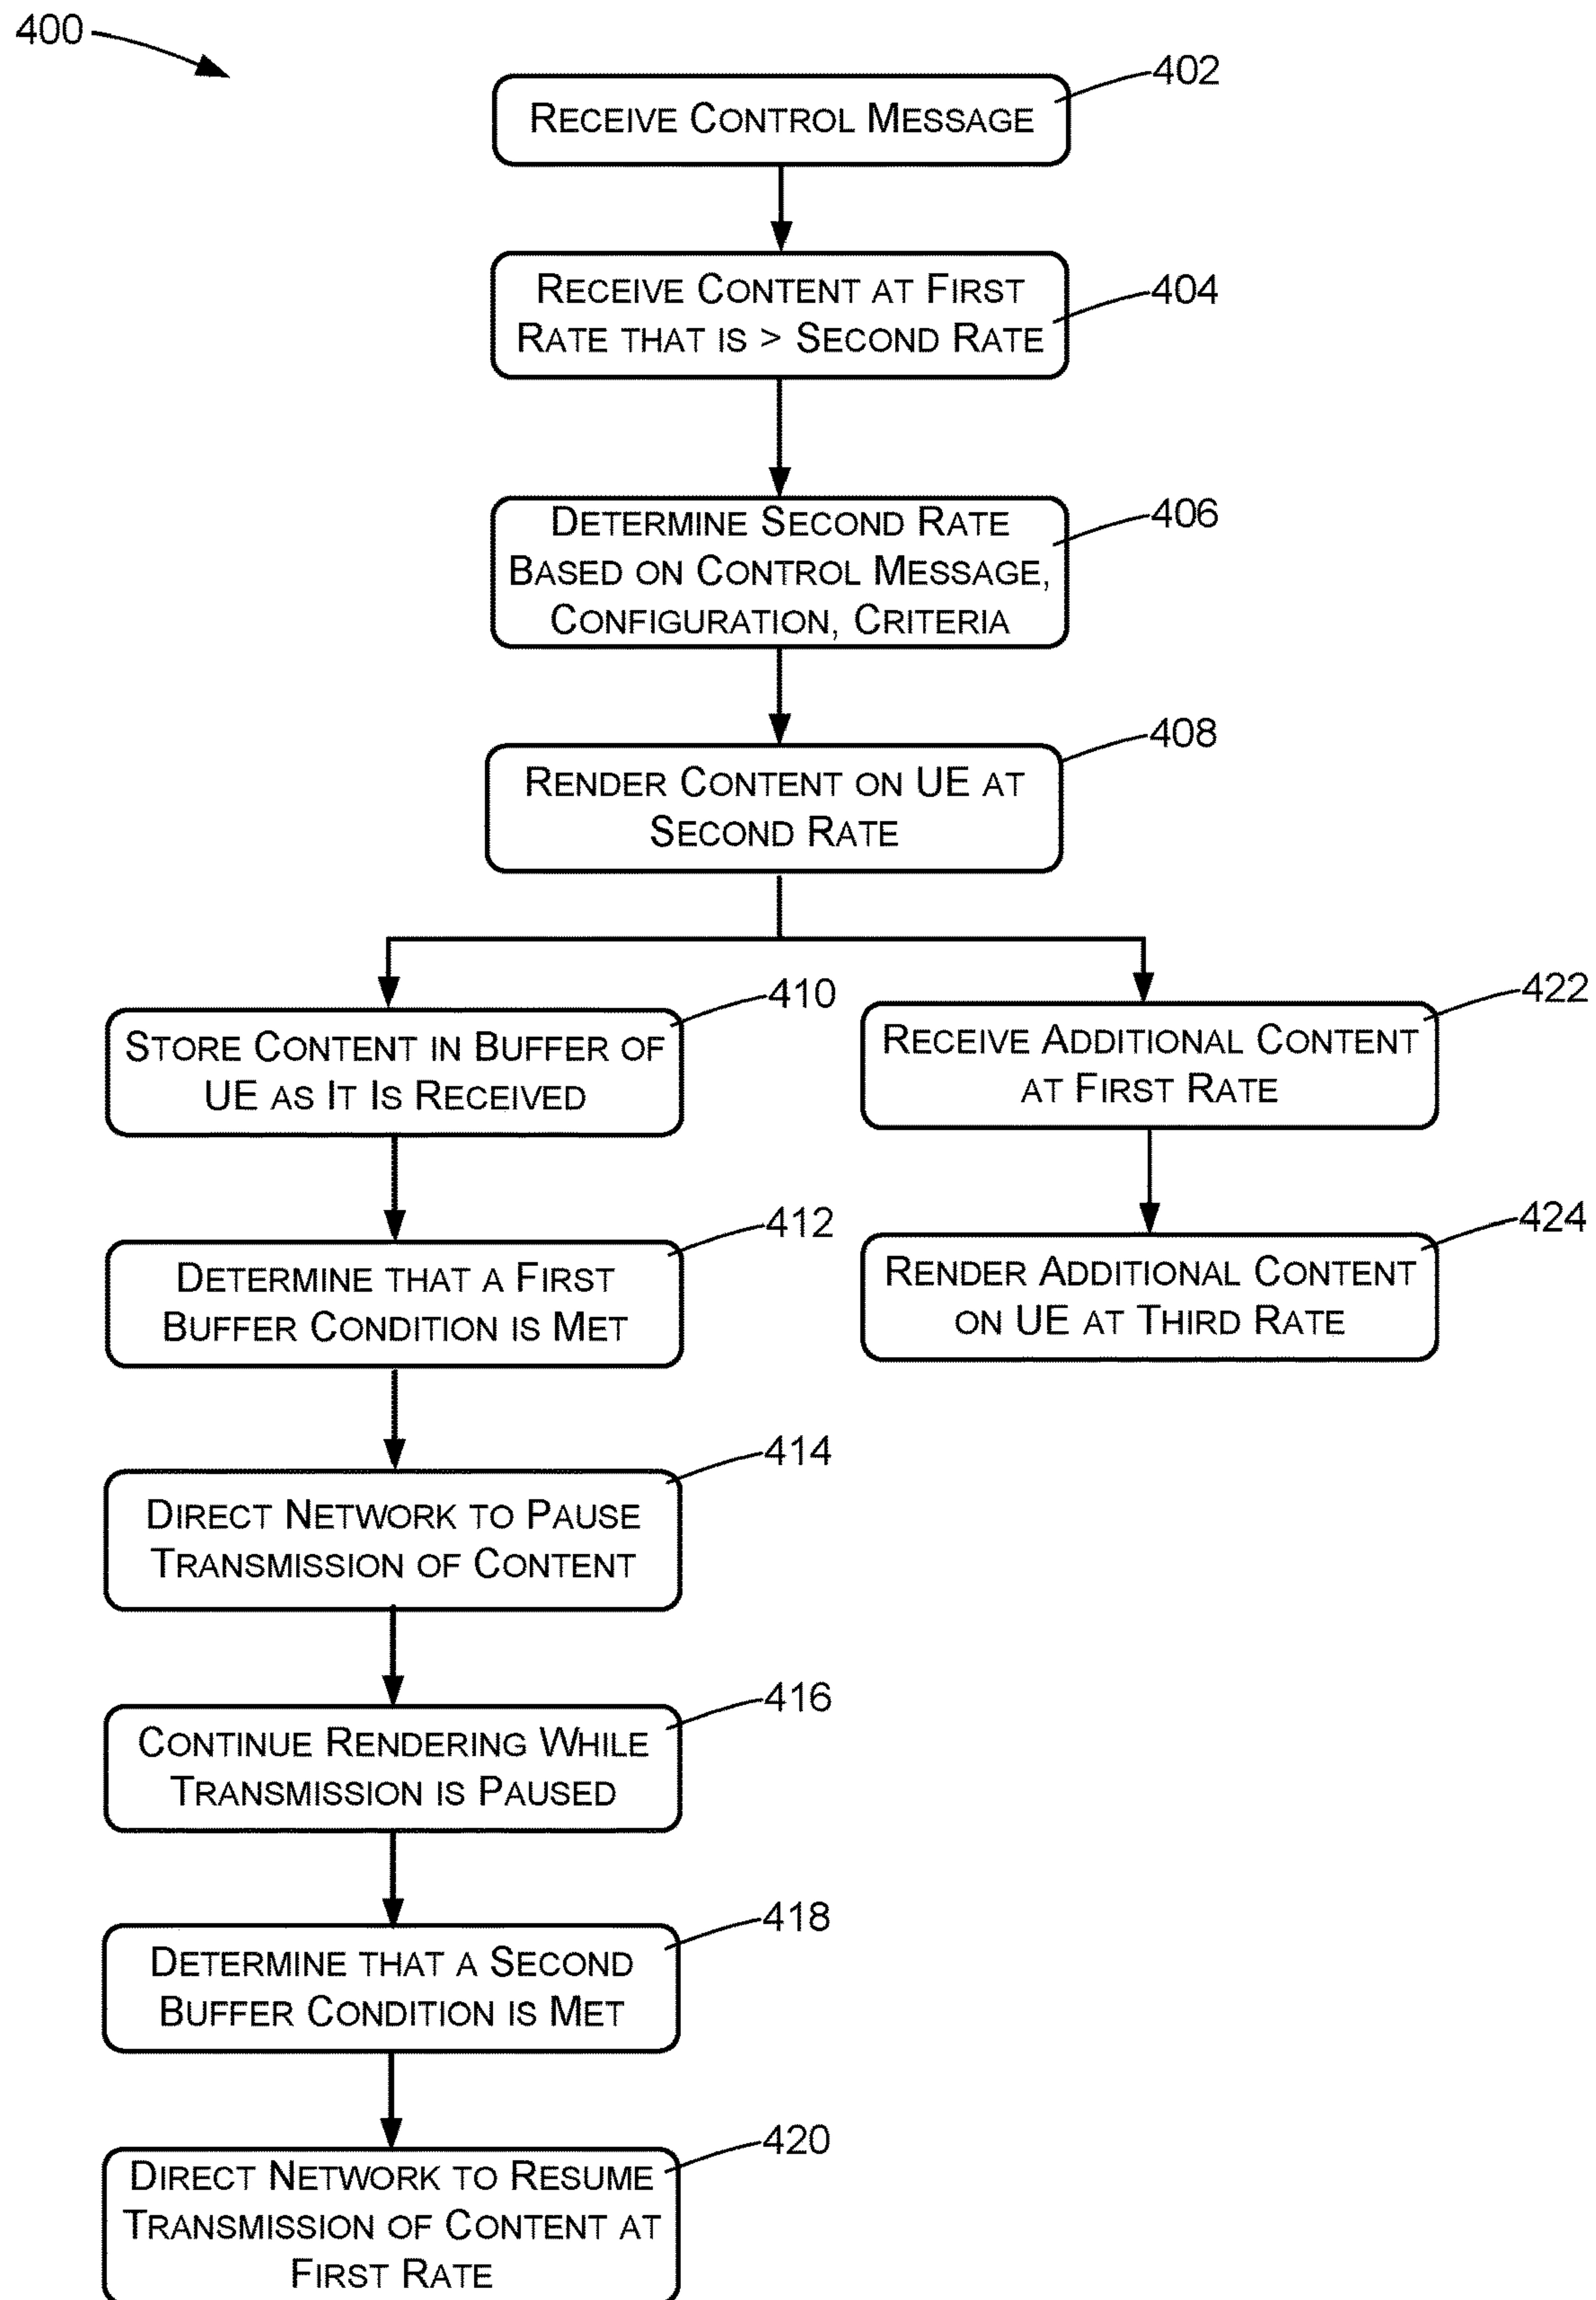 400
402
RECEIVE CONTROL MESSAGE
404
RECEIVE CONTENT AT FIRST
RATE THAT IS > SECOND RATE
406
DETERMINE SECOND RATE
BASED ON CONTROL MESSAGE,
CONFIGURATION, CRITERIA
408
RENDER CONTENT ON UE AT
SECOND RATE
410
STORE CONTENT IN BUFFER OF
UE AS IT IS RECEIVED
422
RECEIVE ADDITIONAL CONTENT
AT FIRST RATE
412
DETERMINE THAT A FIRST
BUFFER CONDITION IS MET
424
RENDER ADDITIONAL CONTENT
ON UE AT THIRD RATE
414
DIRECT NETWORK TO PAUSE
TRANSMISSION OF CONTENT
416
CONTINUE RENDERING WHILE
TRANSMISSION IS PAUSED
418
DETERMINE THAT A SECOND
BUFFER CONDITION IS MET
420
DIRECT NETWORK TO RESUME
TRANSMISSION OF CONTENT AT
FIRST RATE